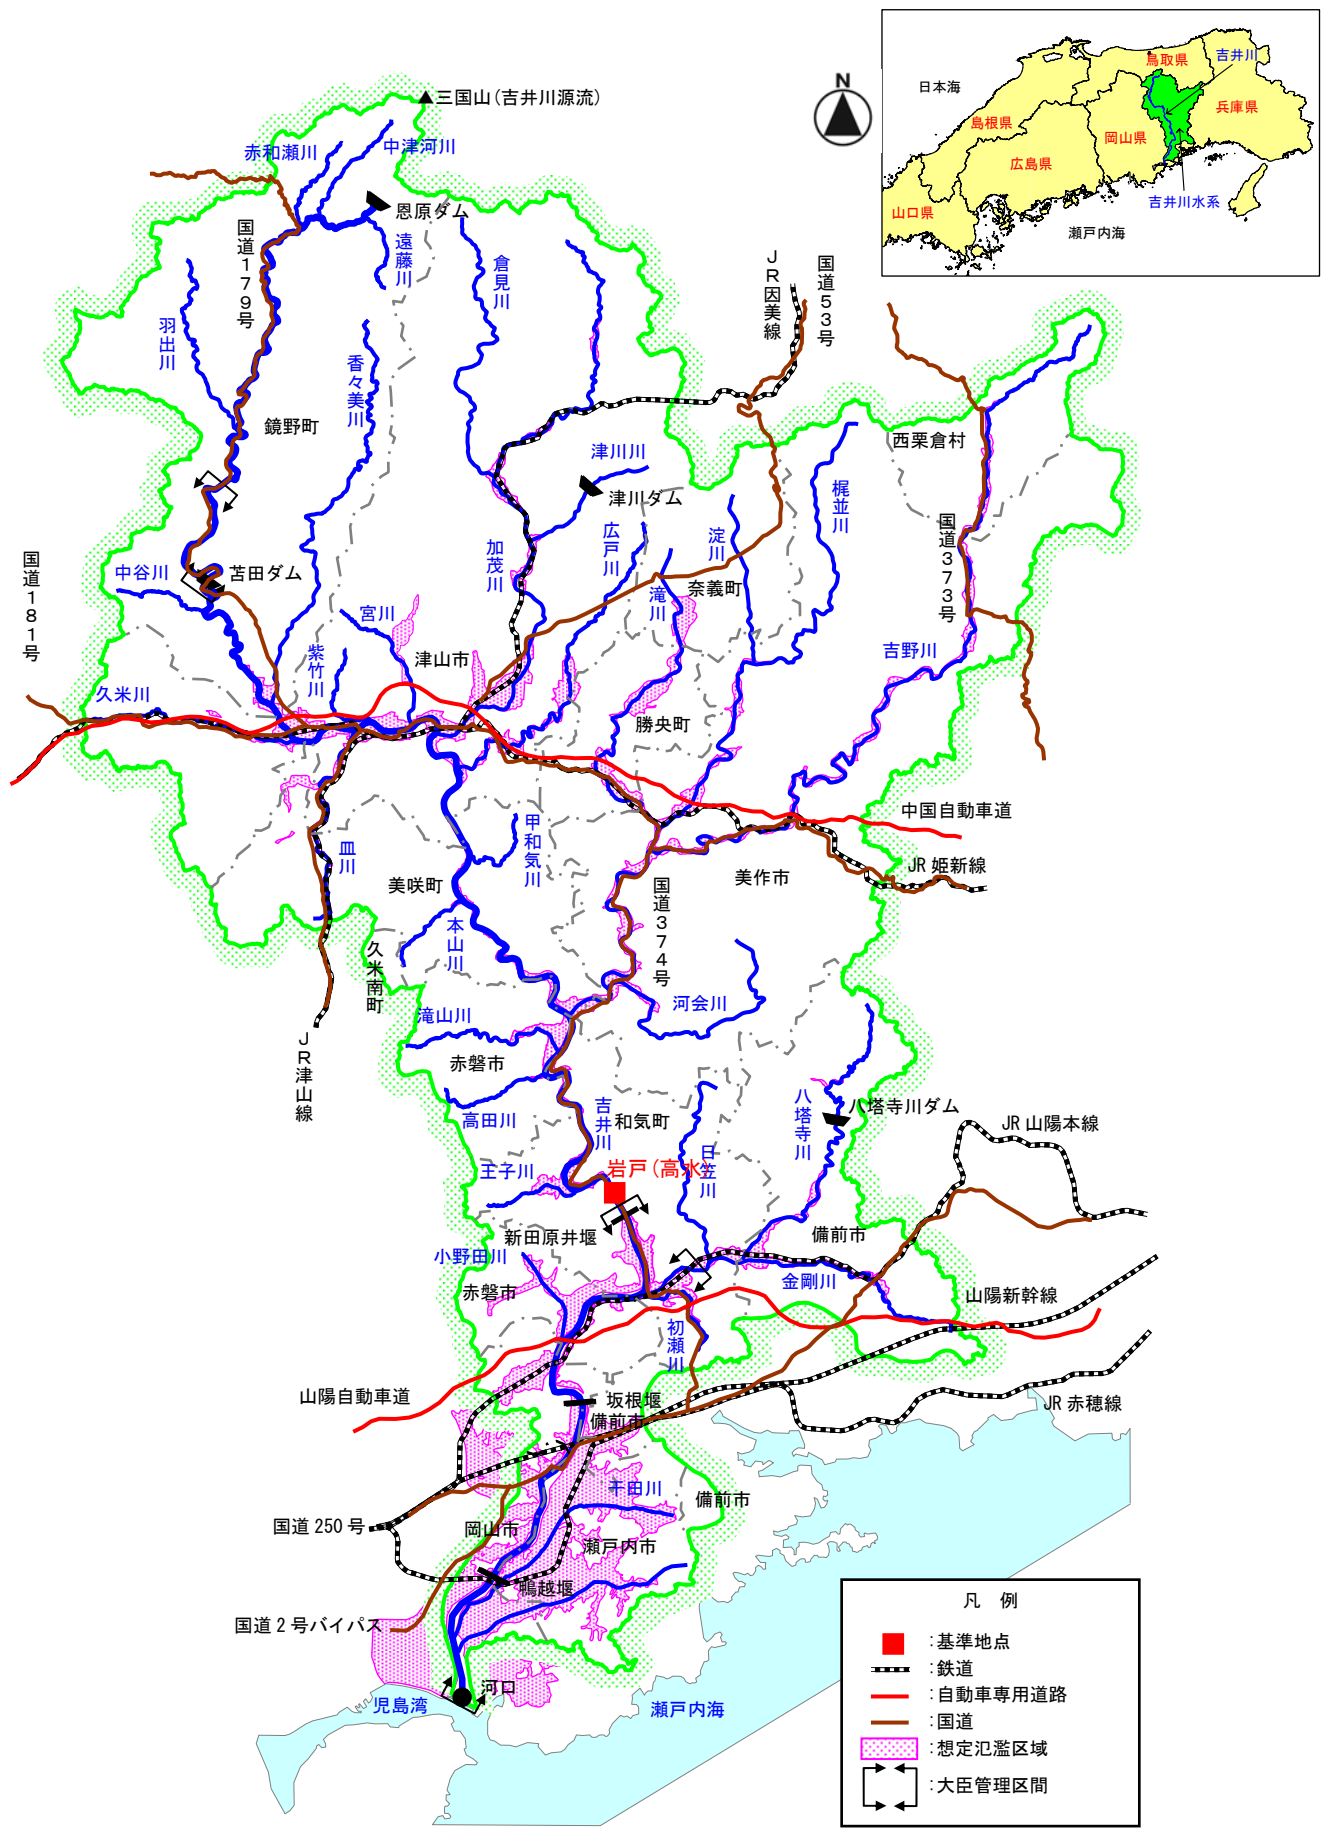 三国山(吉井川源流)
N
鳥取県
吉井川
日本海
兵庫県
島根県
岡山県
広島県
吉井川水系
山口県
瀬戸内海
赤和瀬川
中津河川
恩原ダム
国道179号
遠藤川
倉見川
JR因美線
国道53号
羽出川
香々美川
鏡野町
西栗倉村
津川川
津川ダム
梶並川
国道373号
広戸川
淀川
加茂川
国道181号
中谷川
苫田ダム
奈義町
滝川
宮川
津山市
紫竹川
吉野川
久米川
勝央町
中国自動車道
甲和気川
皿川
JR 姫新線
美咲町
美作市
国道374号
本山川
久米南町
河会川
滝山川
JR津山線
赤磐市
高田川
吉井川
和気町
八塔寺川
八塔寺川ダム
JR 山陽本線
王子川
岩戸(高水)
日笠川
新田原井堰
備前市
小野田川
赤磐市
金剛川
山陽新幹線
初瀬川
山陽自動車道
坂根堰
備前市
JR 赤穂線
干田川
備前市
国道 250 号
岡山市
瀬戸内市
鴨越堰
国道 2 号バイパス
河口
児島湾
瀬戸内海
凡 例
:基準地点
:鉄道
:自動車専用道路
:国道
:想定氾濫区域
:大臣管理区間